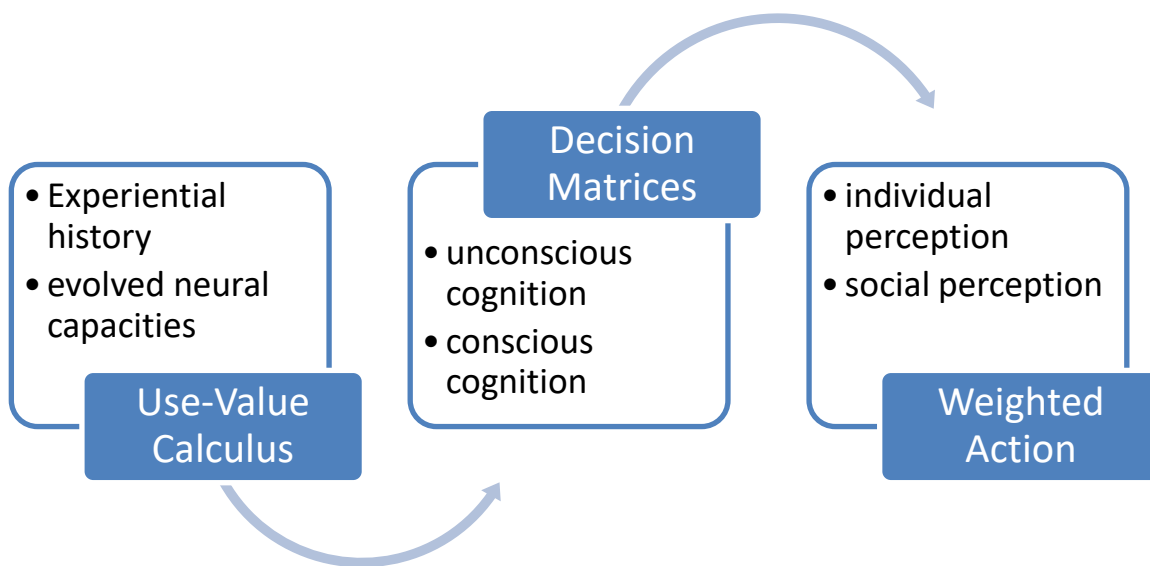 • Experiential
history
• evolved neural
capacities
Use-Value
Calculus
Decision
Matrices
• unconscious
cognition
• conscious
cognition
• individual
perception
• social perception
Weighted
Action